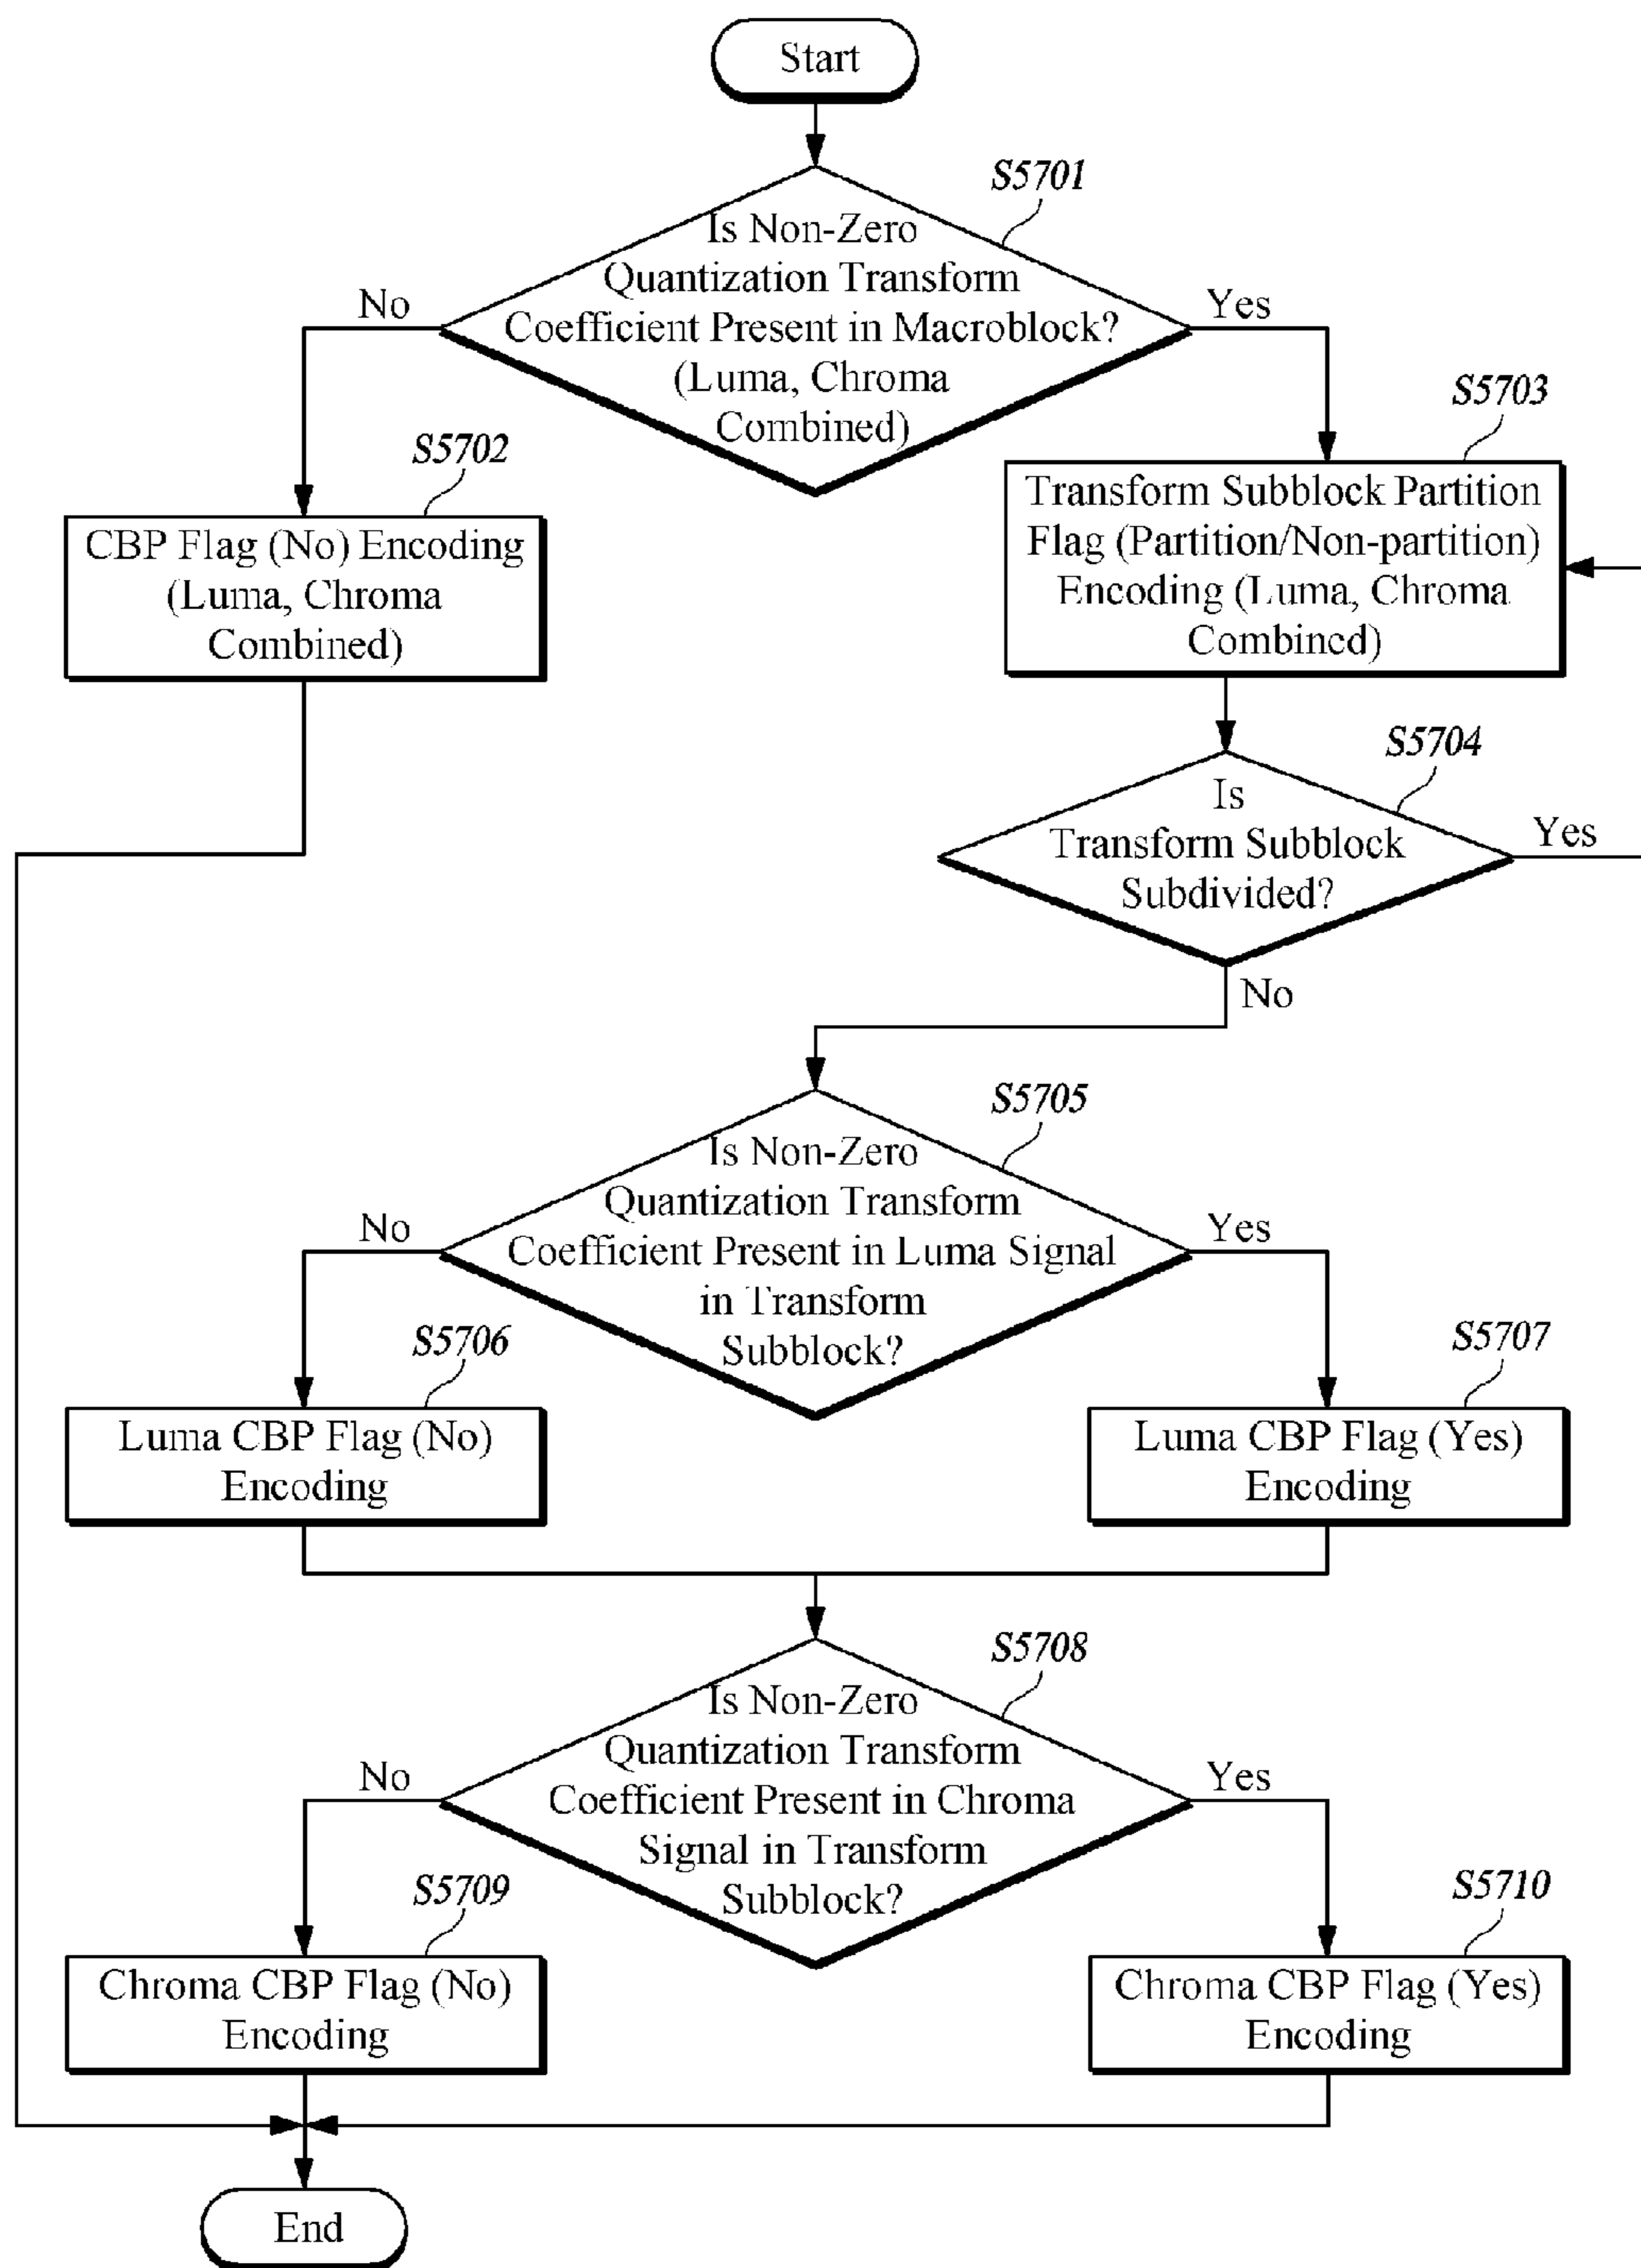 Start
S5701
Is Non-Zero
Quantization Transform
Coefficient Present in Macroblock?
(Luma, Chroma
Combined)
No
Yes
S5702
CBP Flag (No) Encoding
(Luma, Chroma
Combined)
S5703
Transform Subblock Partition
Flag (Partition/Non-partition)
Encoding (Luma, Chroma
Combined)
S5704
Is
Transform Subblock
Subdivided?
Yes
No
S5705
Is Non-Zero
Quantization Transform
Coefficient Present in Luma Signal
in Transform
Subblock?
No
Yes
S5706
Luma CBP Flag (No)
Encoding
S5707
Luma CBP Flag (Yes)
Encoding
S5708
Is Non-Zero
Quantization Transform
Coefficient Present in Chroma
Signal in Transform
Subblock?
No
Yes
S5709
Chroma CBP Flag (No)
Encoding
S5710
Chroma CBP Flag (Yes)
Encoding
End